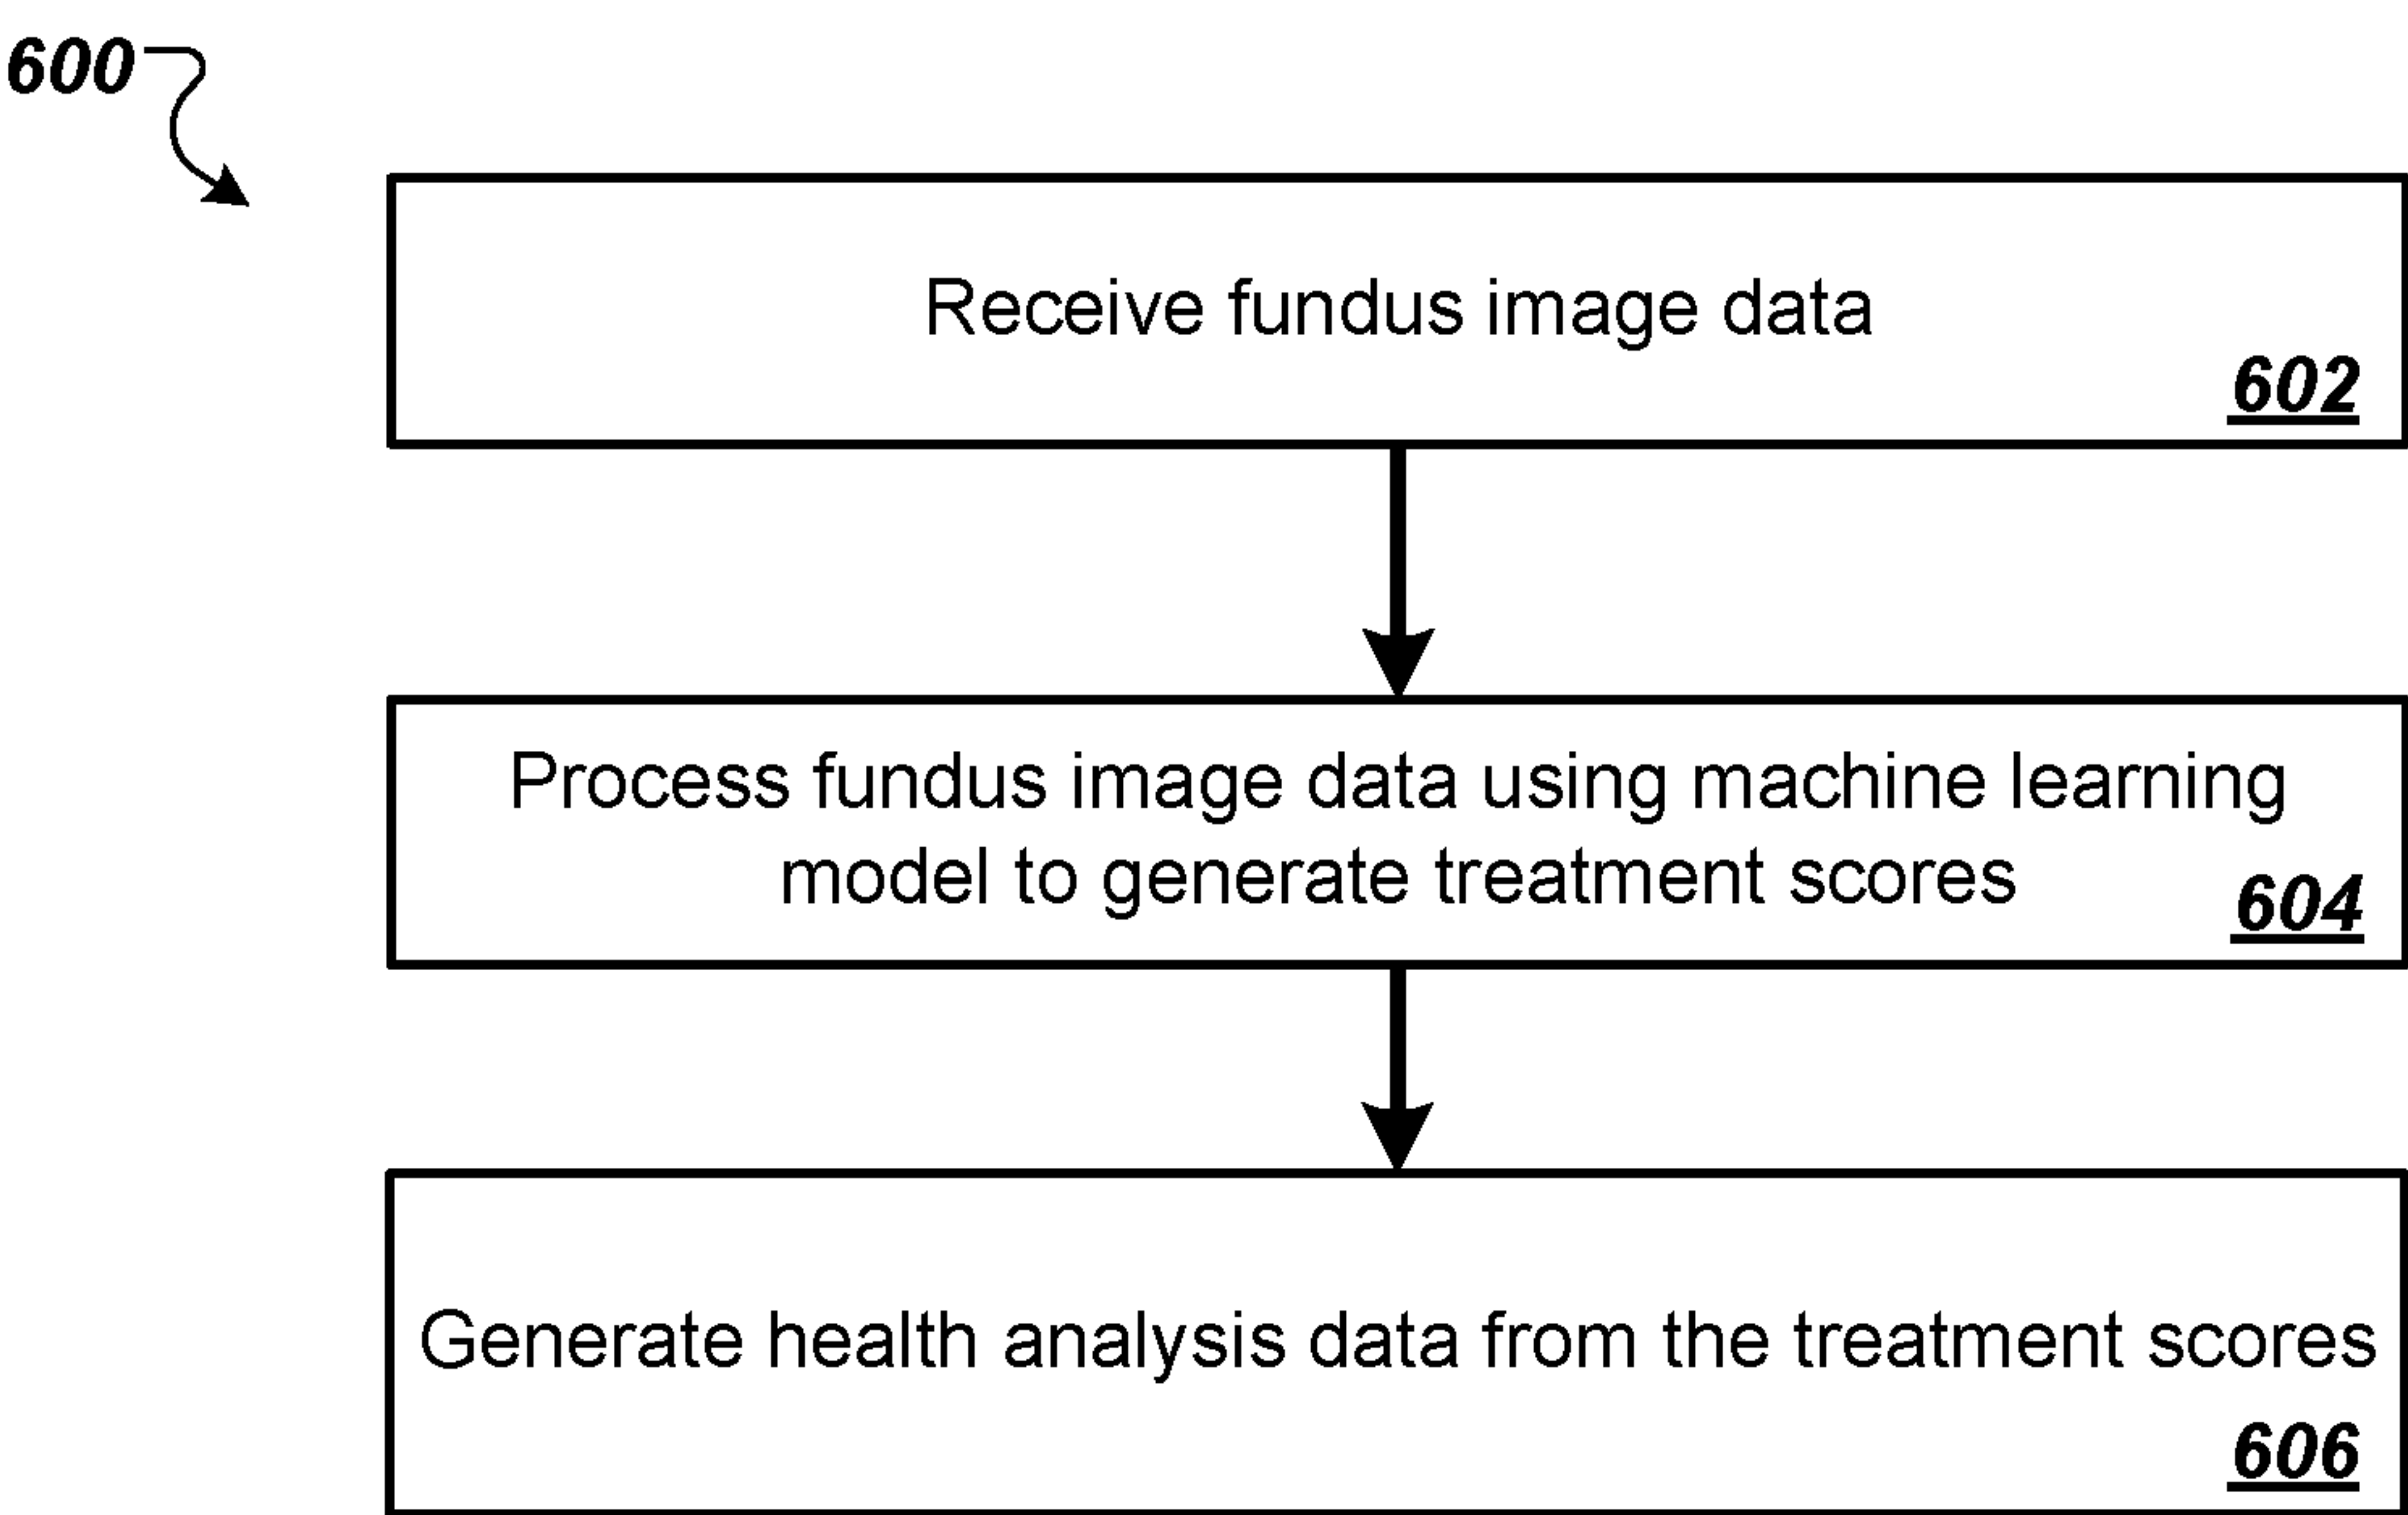 600
Receive fundus image data
602
Process fundus image data using machine learning
model to generate treatment scores
604
Generate health analysis data from the treatment scores
606